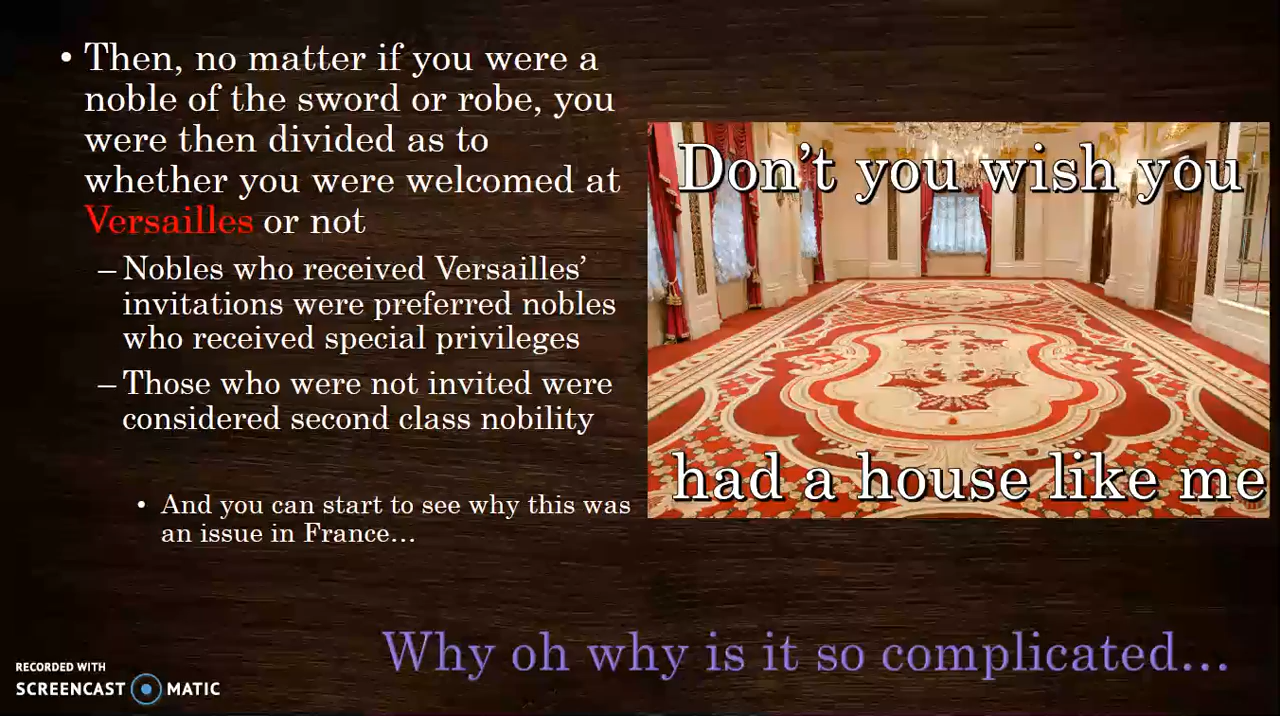 • Then, no matter if you were a
noble of the sword or robe, you
were then divided as to
whether you were welcomed at
Versailles or not
– Nobles who received Versailles’
invitations were preferred nobles
who received special privileges
– Those who were not invited were
considered second class nobility
• And you can start to see why this was
an issue in France…
Don’t you wish you
had a house like me
Why oh why is it so complicated…
RECORDED WITH
SCREENCAST MATIC